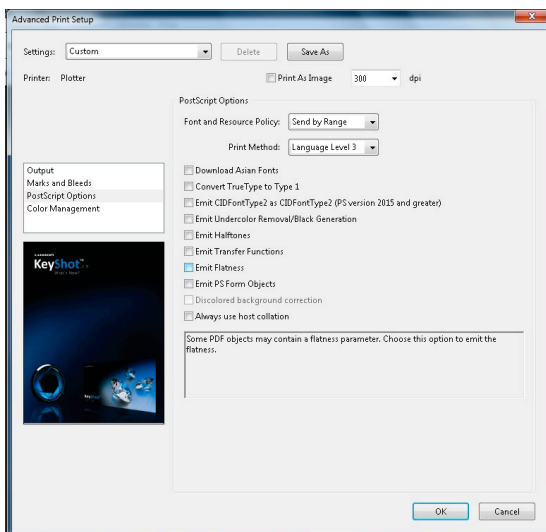 Advanced Print Setup
Settings: Custom Delete Save As
Printer: Plotter Print As Image 300 dpi
PostScript Options
Font and Resource Policy: Send by Range
Print Method: Language Level 3
Output
Marks and Bleeds
PostScript Options
Color Management
Download Asian Fonts
Convert TrueType to Type 1
Emit CIDFontType2 as CIDFontType2 (PS version 2015 and greater)
Emit Undercolor Removal/Black Generation
Emit Halftones
Emit Transfer Functions
Emit Flatness
Emit PS Form Objects
Discolored background correction
Always use host collation
KeyShot
What's New?
Some PDF objects may contain a flatness parameter. Choose this option to emit the
flatness.
OK Cancel